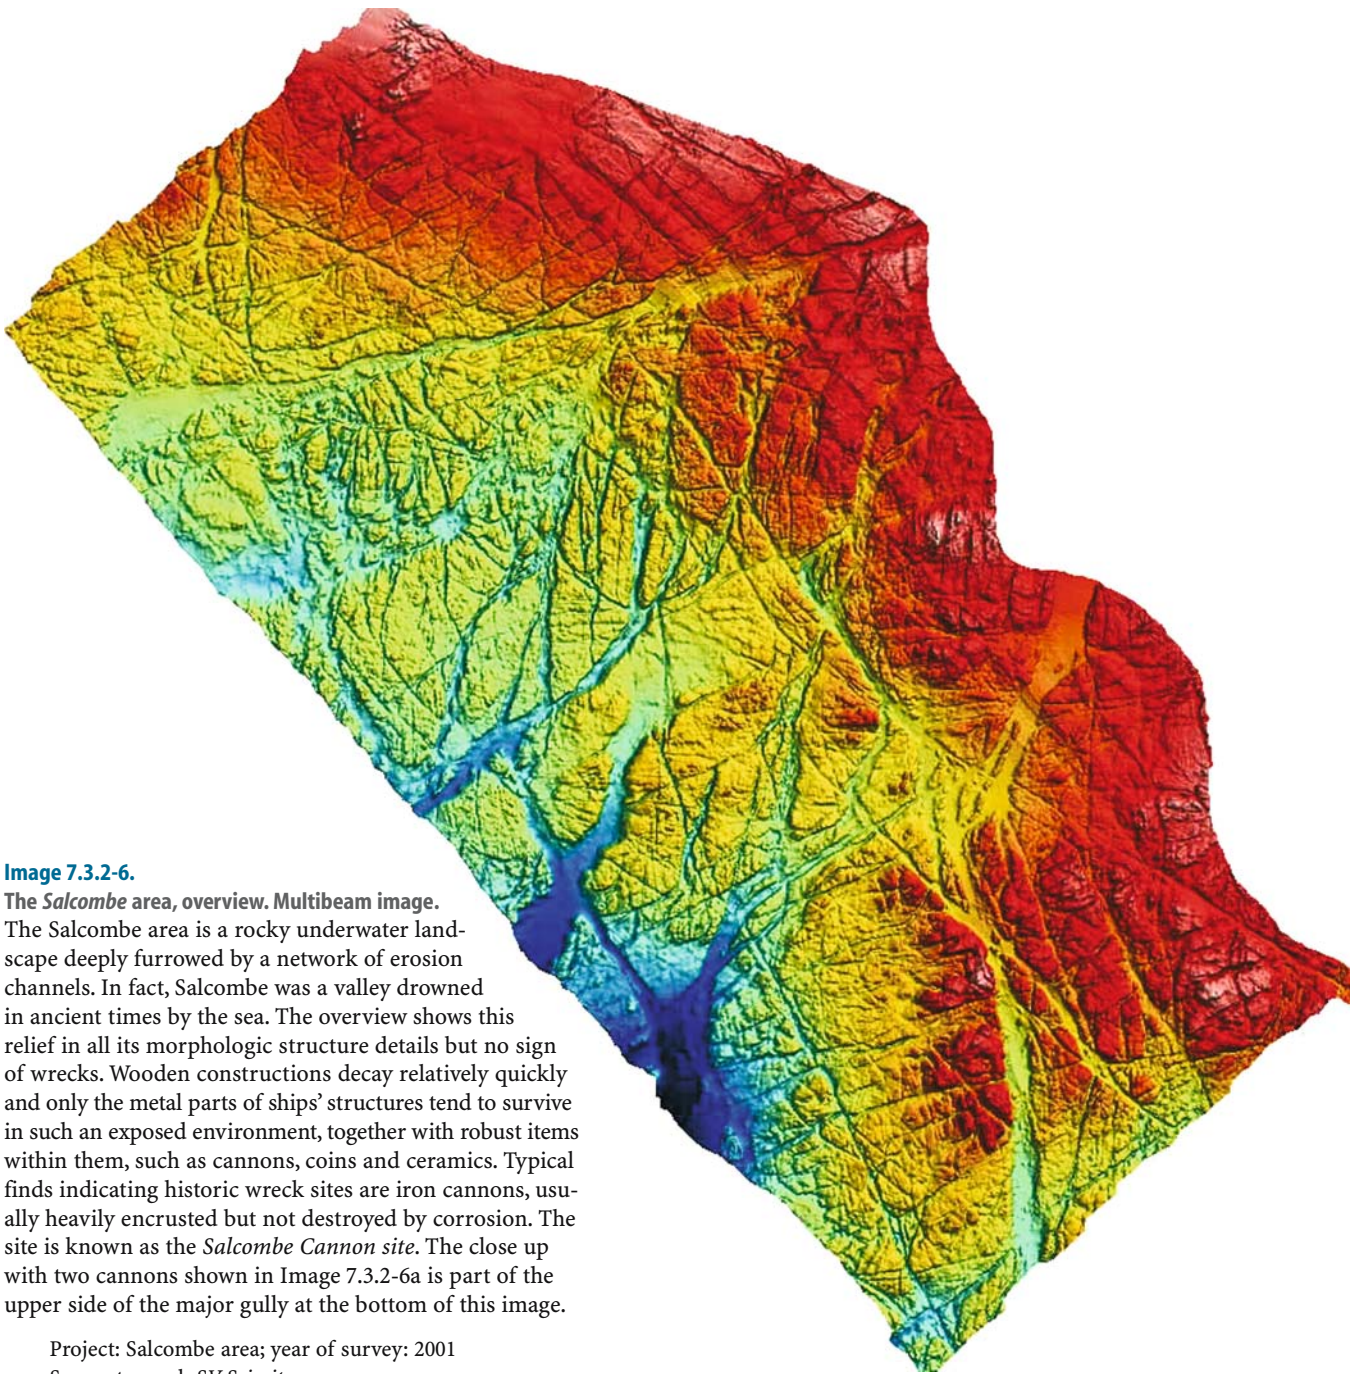 Image 7.3.2-6.
The Salcombe area, overview. Multibeam image.
The Salcombe area is a rocky underwater land-
scape deeply furrowed by a network of erosion
channels. In fact, Salcombe was a valley drowned
in ancient times by the sea. The overview shows this
relief in all its morphologic structure details but no sign
of wrecks. Wooden constructions decay relatively quickly
and only the metal parts of ships’ structures tend to survive
in such an exposed environment, together with robust items
within them, such as cannons, coins and ceramics. Typical
finds indicating historic wreck sites are iron cannons, usu-
ally heavily encrusted but not destroyed by corrosion. The
site is known as the Salcombe Cannon site. The close up
with two cannons shown in Image 7.3.2-6a is part of the
upper side of the major gully at the bottom of this image.
Project: Salcombe area; year of survey: 2001